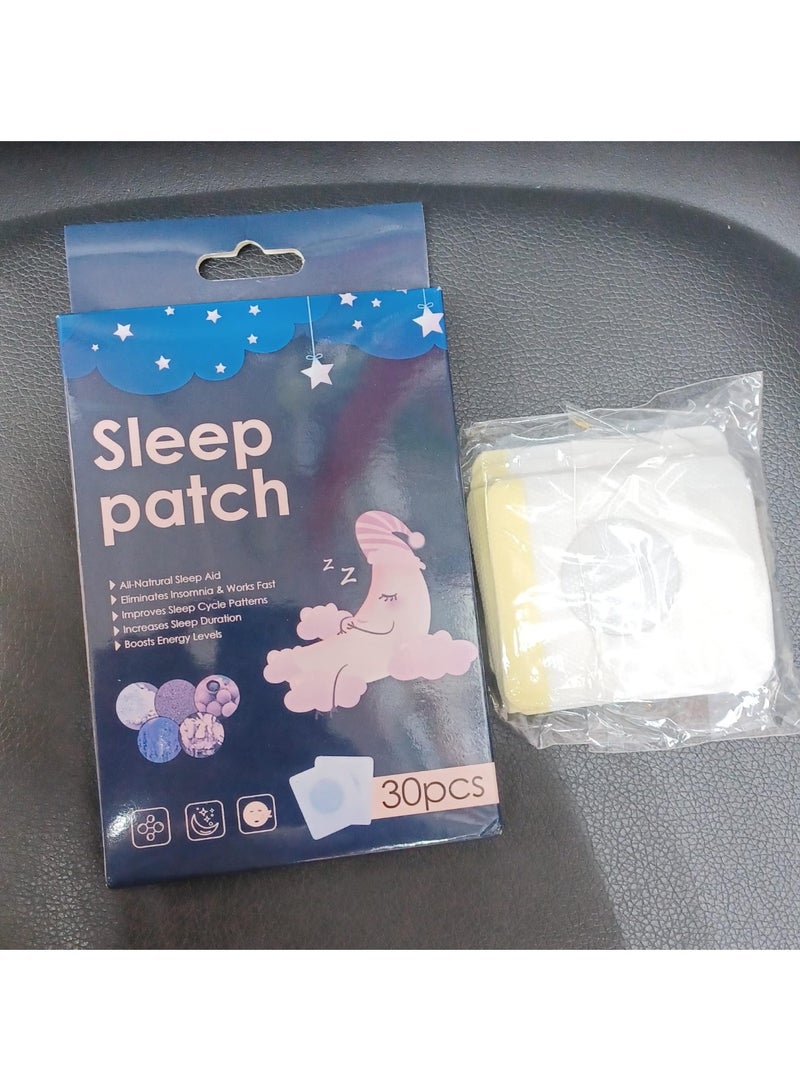 Sleep
patch
All-Natrural Sleep Aid
Eliminates Insomnia & Works Fast
Improves Sleep Cycle Patterns
Increases Sleep Duration
Boosts Energy Levels
z Z
30pcs